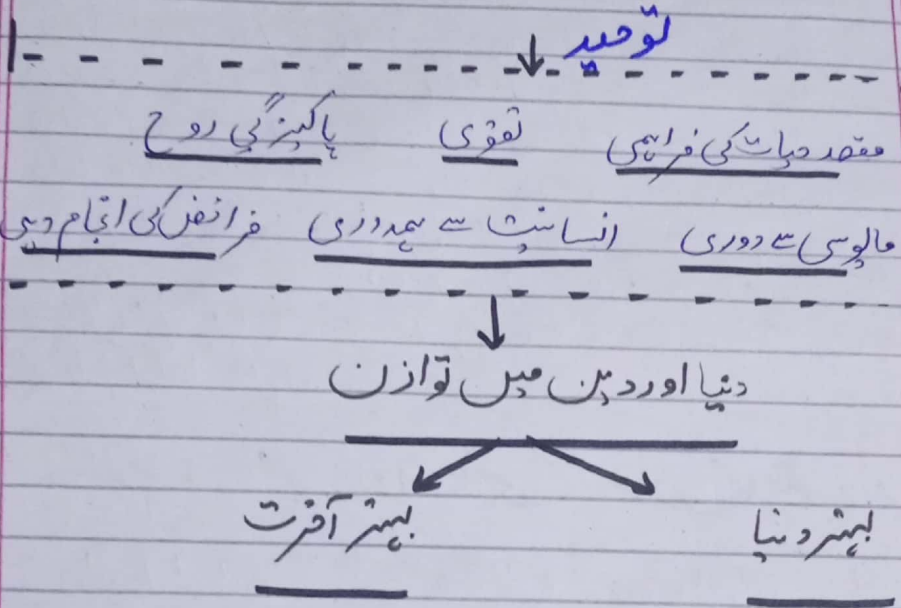 توحید
مقصد حیات کی فراہمی تقوی پاکیزگی روح
مایوسی سے دوری انسانیت سے ہمدردی فرائض کی انجام دہی
دنیا اور دین میں توازن
بہتر دنیا بہتر آخرت